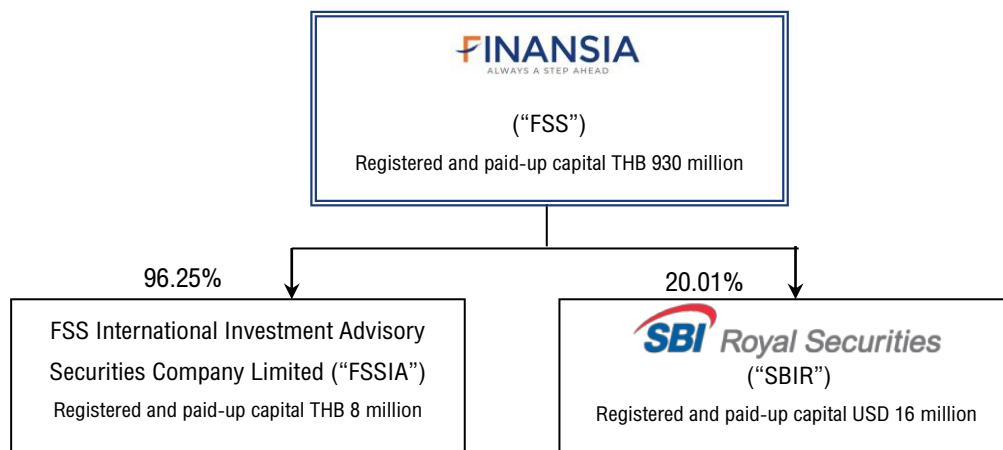 FINANSIA
ALWAYS A STEP AHEAD
(“FSS”)
Registered and paid-up capital THB 930 million
96.25%
FSS International Investment Advisory
Securities Company Limited (“FSSIA”)
Registered and paid-up capital THB 8 million
20.01%
SBI Royal Securities
(“SBIR”)
Registered and paid-up capital USD 16 million